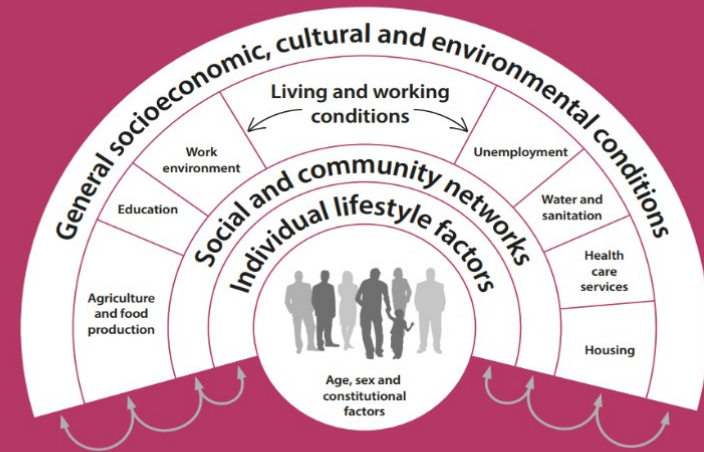 General socioeconomic, cultural and environmental conditions
Living and working
conditions
Work
environment
Unemployment
Education
Water and
sanitation
Agriculture
and food
production
Health
care
services
Housing
Social and community networks
Individual lifestyle factors
Age, sex and
constitutional
factors